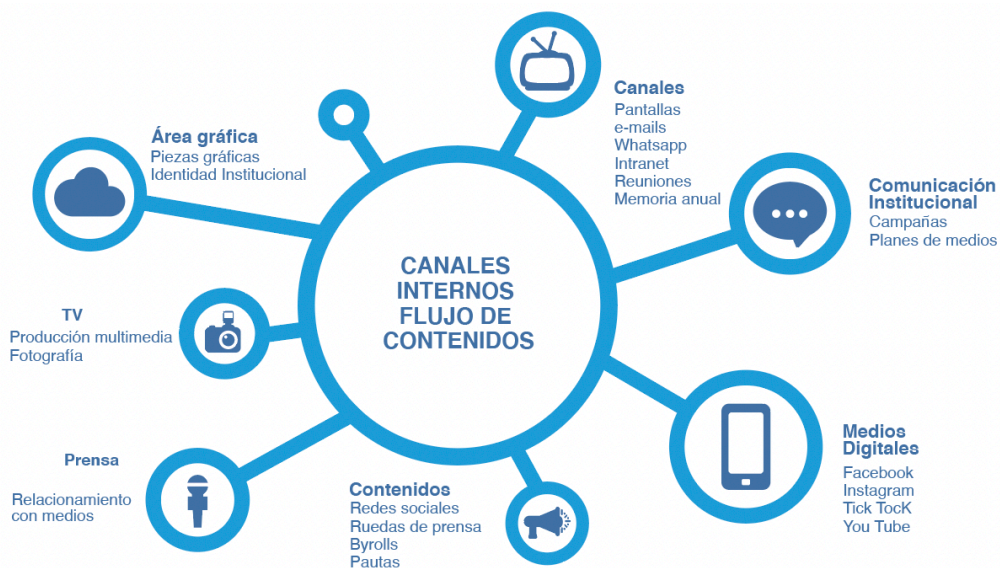 CANALES
INTERNOS
FLUJO DE
CONTENIDOS
Canales
Pantallas
e-mails
Whatsapp
Intranet
Reuniones
Memoria anual
Comunicación
Institucional
Campañas
Planes de medios
Medios
Digitales
Facebook
Instagram
Tick TocK
You Tube
Contenidos
Redes sociales
Ruedas de prensa
Byrolls
Pautas
Prensa
Relacionamiento
con medios
TV
Producción multimedia
Fotografía
Área gráfica
Piezas gráficas
Identidad Institucional